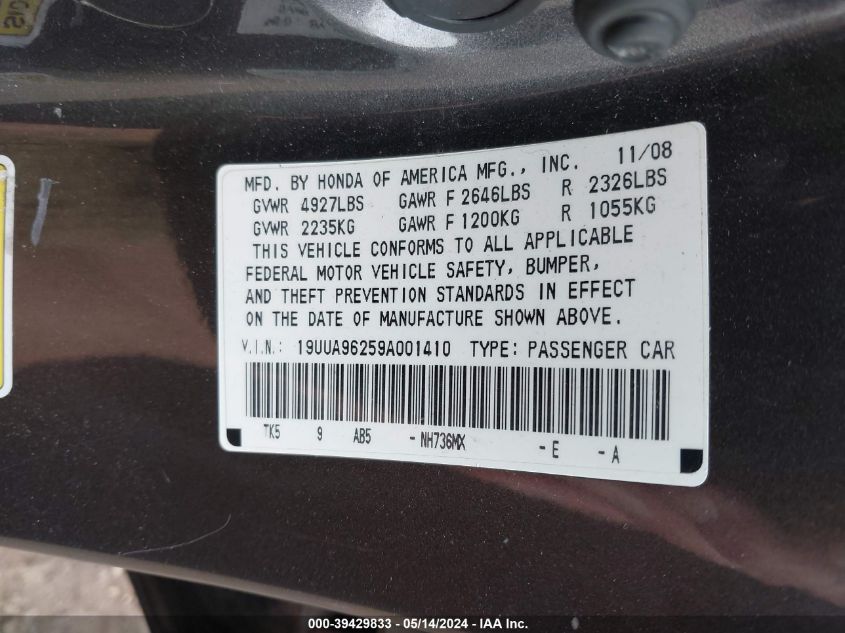 MFD. BY HONDA OF AMERICA MFG., INC. 11/08
GVWR 4927LBS GAWR F 2646LBS R 2326LBS
GVWR 2235KG GAWR F 1200KG R 1055KG
THIS VEHICLE CONFORMS TO ALL APPLICABLE
FEDERAL MOTOR VEHICLE SAFETY, BUMPER,
AND THEFT PREVENTION STANDARDS IN EFFECT
ON THE DATE OF MANUFACTURE SHOWN ABOVE.
V.I.N.: 19UUA96259A001410 TYPE: PASSENGER CAR
TK5 9 AB5 -NH736MX -E -A
000-39429833 - 05/14/2024 - IAA Inc.